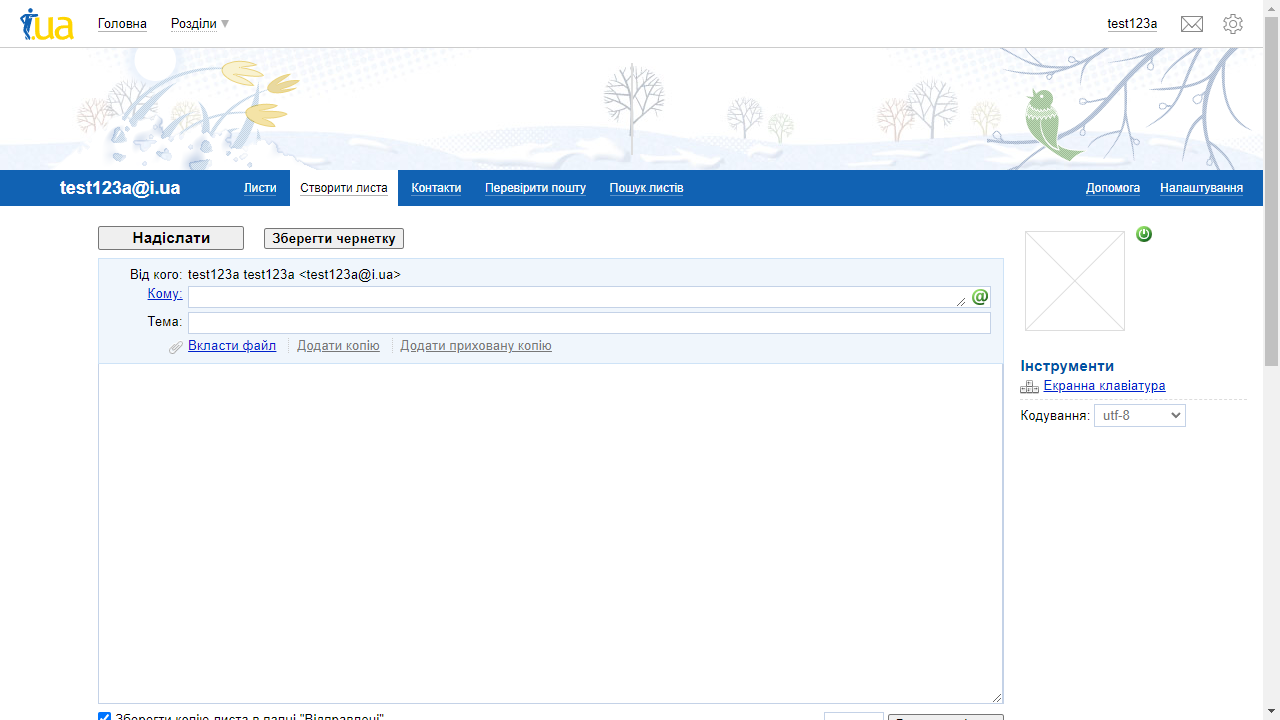 i.ua Головна Розділи test123a
test123a@i.ua Листи Створити листа Контакти Перевірити пошту Пошук листів Допомога Налаштування
Надіслати Зберегти чернетку
Від кого: test123a test123a <test123a@i.ua>
Кому: @
Тема:
Вкласти файл Додати копію Додати приховану копію
Інструменти
Екранна клавіатура
Кодування: utf-8
Зберегти копію листа в папці "Відправлені"